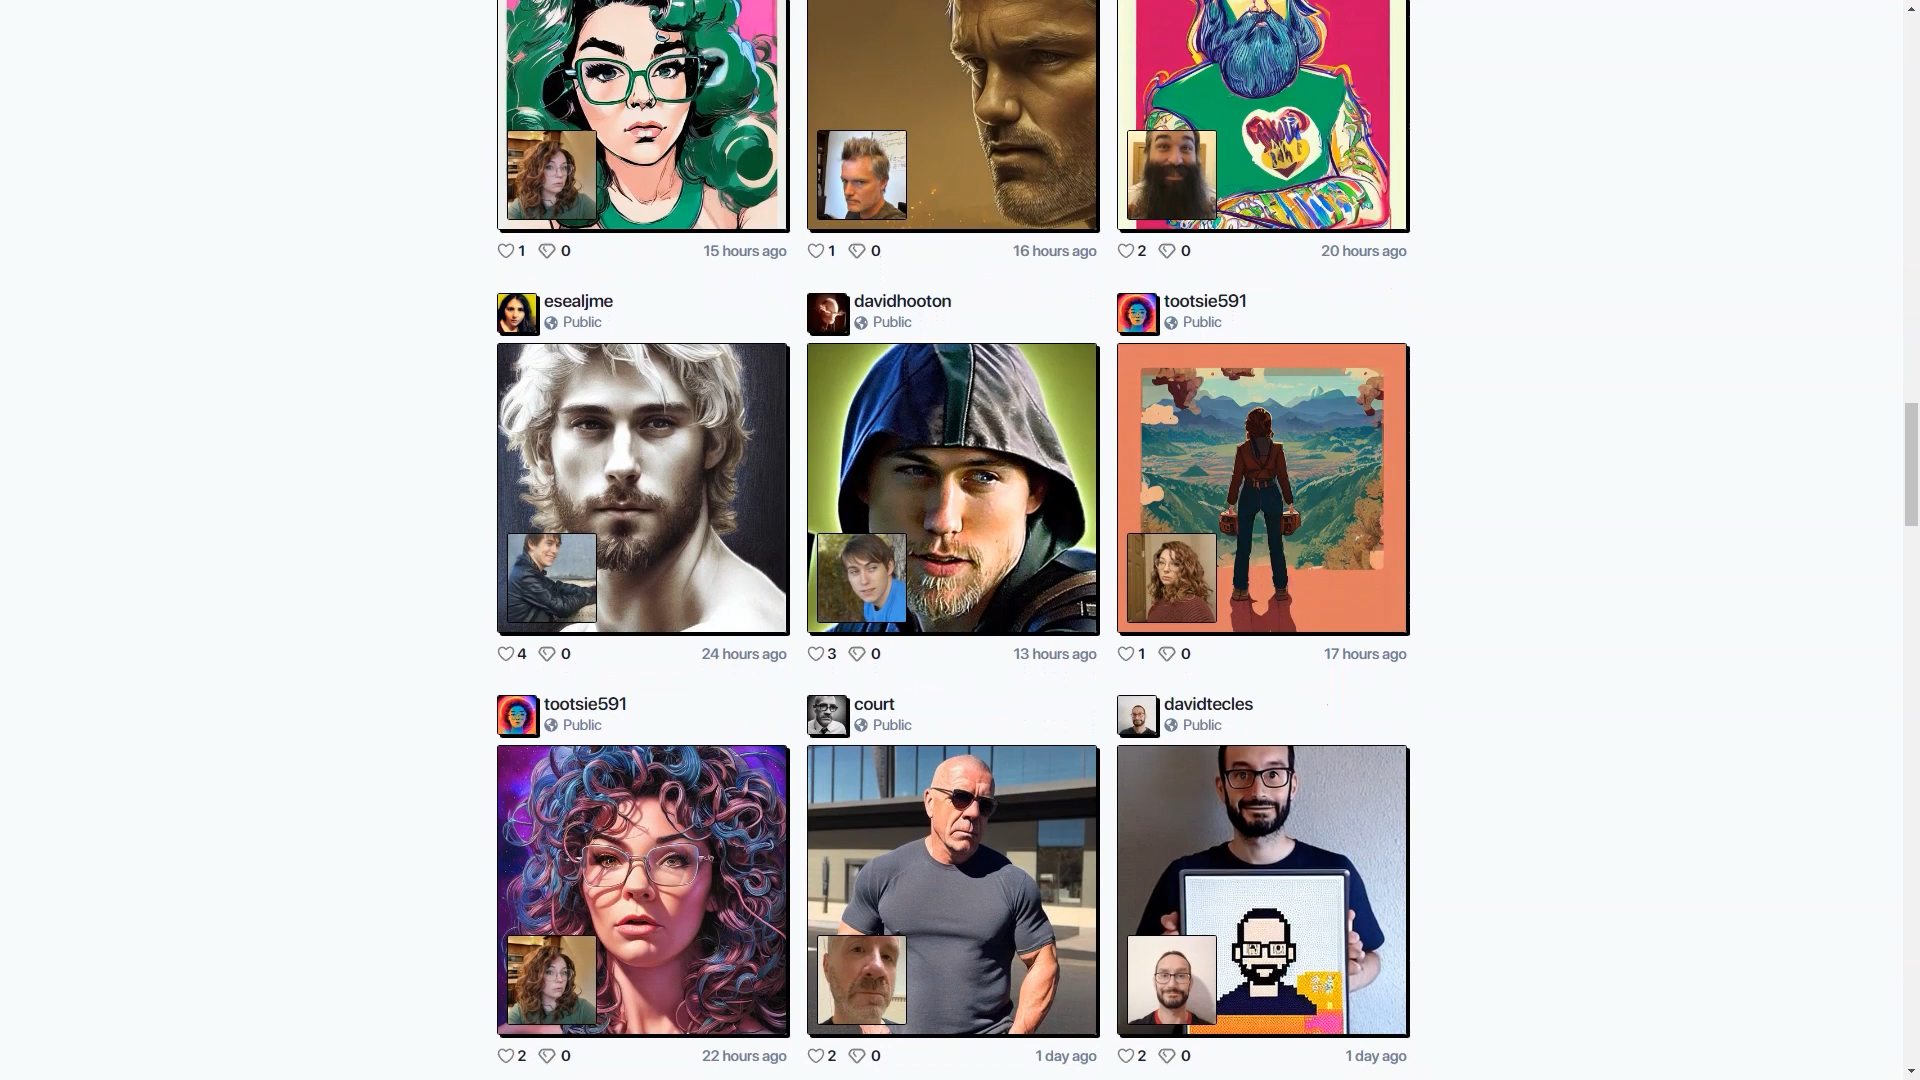 1 0 15 hours ago
1 0 16 hours ago
2 0 20 hours ago
esealjme
Public
davidhooton
Public
tootsie591
Public
4 0 24 hours ago
3 0 13 hours ago
1 0 17 hours ago
tootsie591
Public
court
Public
davidtecles
Public
2 0 22 hours ago
2 0 1 day ago
2 0 1 day ago